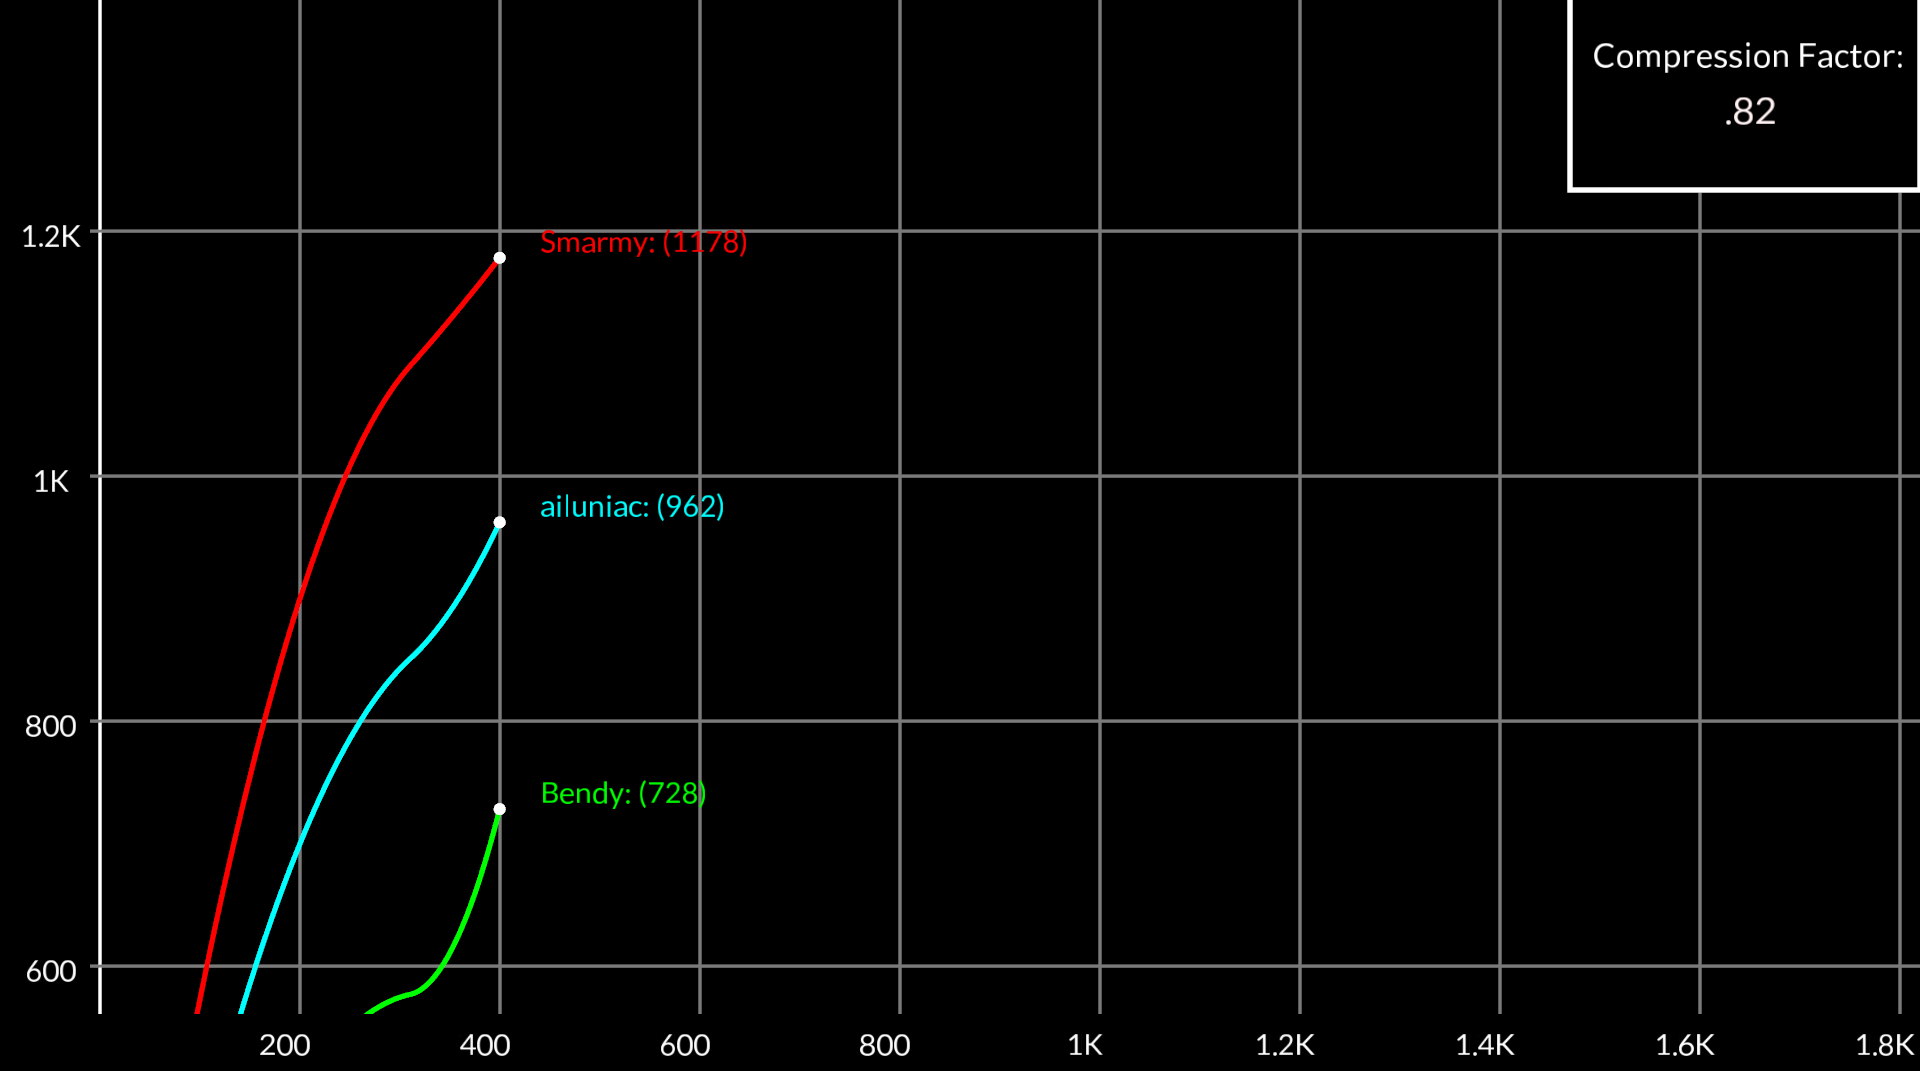 Compression Factor:
.82
1.2K
Smarmy: (1178)
1K
ailuniac: (962)
800
Bendy: (728)
600
200 400 600 800 1K 1.2K 1.4K 1.6K 1.8K